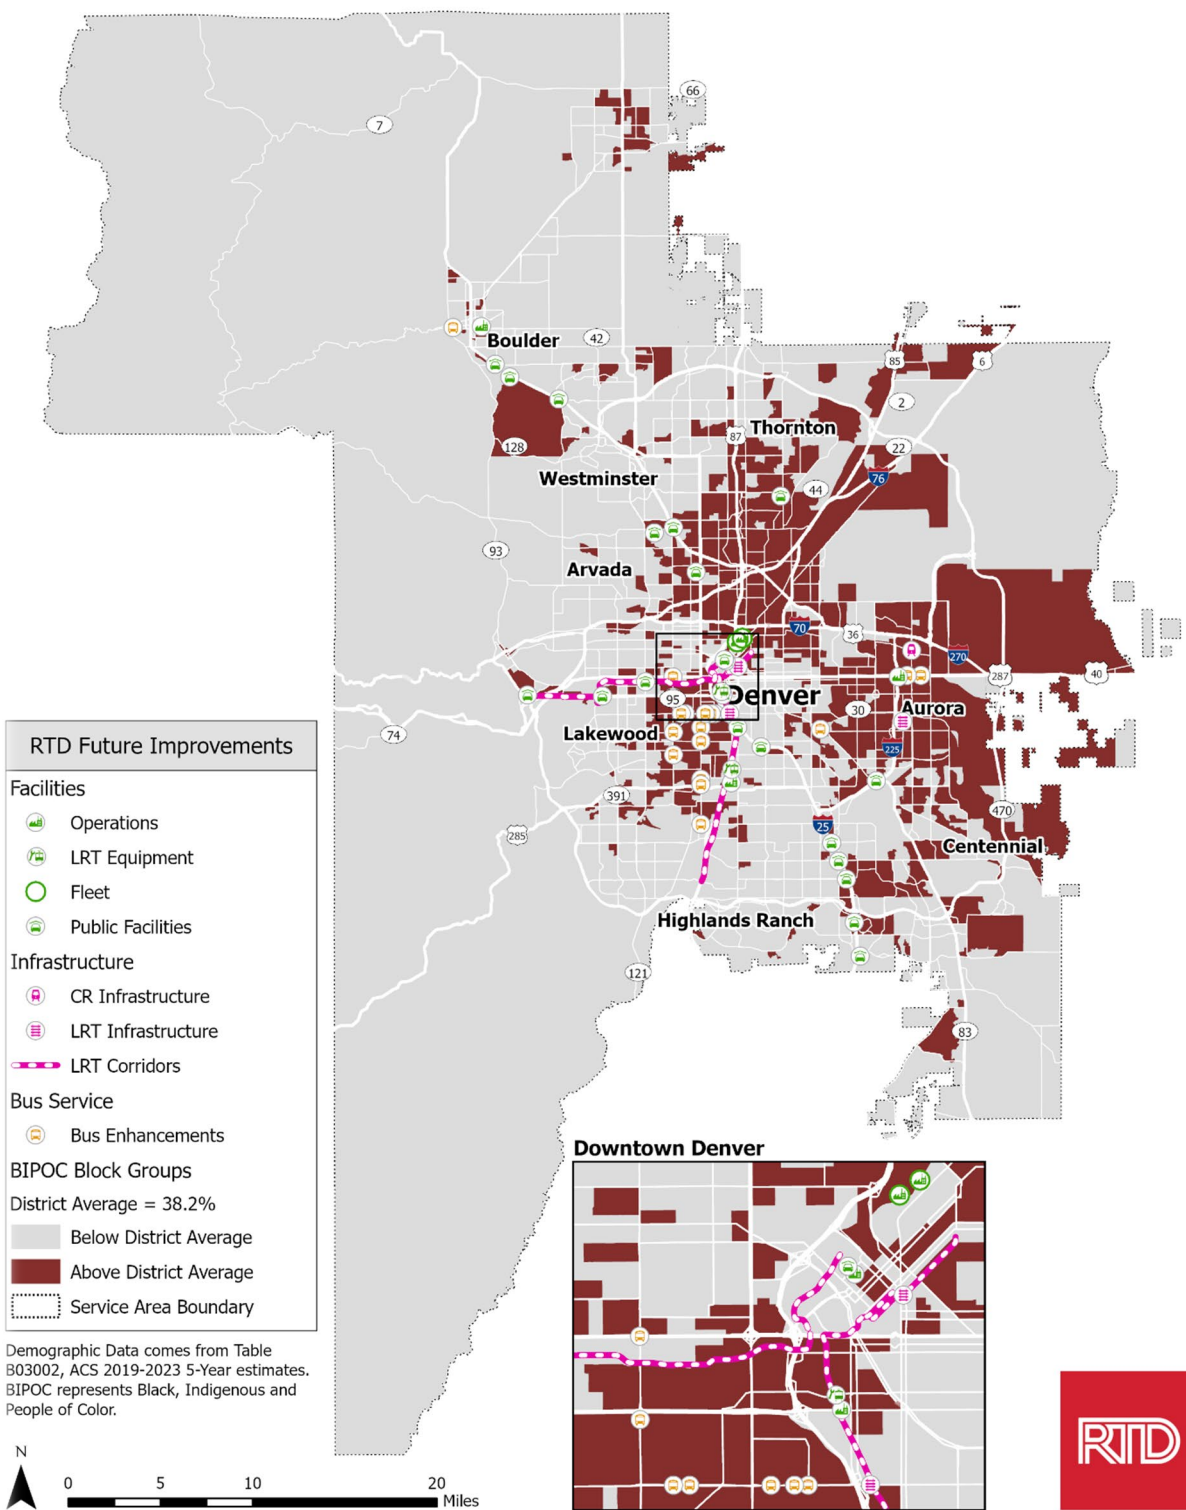 66
7
Boulder
42
85
6
2
128
87
Thornton
22
Westminster
44
76
93
Arvada
70
36
270
287
40
95
Denver
30
Aurora
74
Lakewood
225
391
285
25
470
Centennial
Highlands Ranch
121
83
RTD Future Improvements
Facilities
Operations
LRT Equipment
Fleet
Public Facilities
Infrastructure
CR Infrastructure
LRT Infrastructure
LRT Corridors
Bus Service
Bus Enhancements
BIPOC Block Groups
District Average = 38.2%
Below District Average
Above District Average
Service Area Boundary
Demographic Data comes from Table
B03002, ACS 2019-2023 5-Year estimates.
BIPOC represents Black, Indigenous and
People of Color.
N
0 5 10 20
Miles
Downtown Denver
RTD